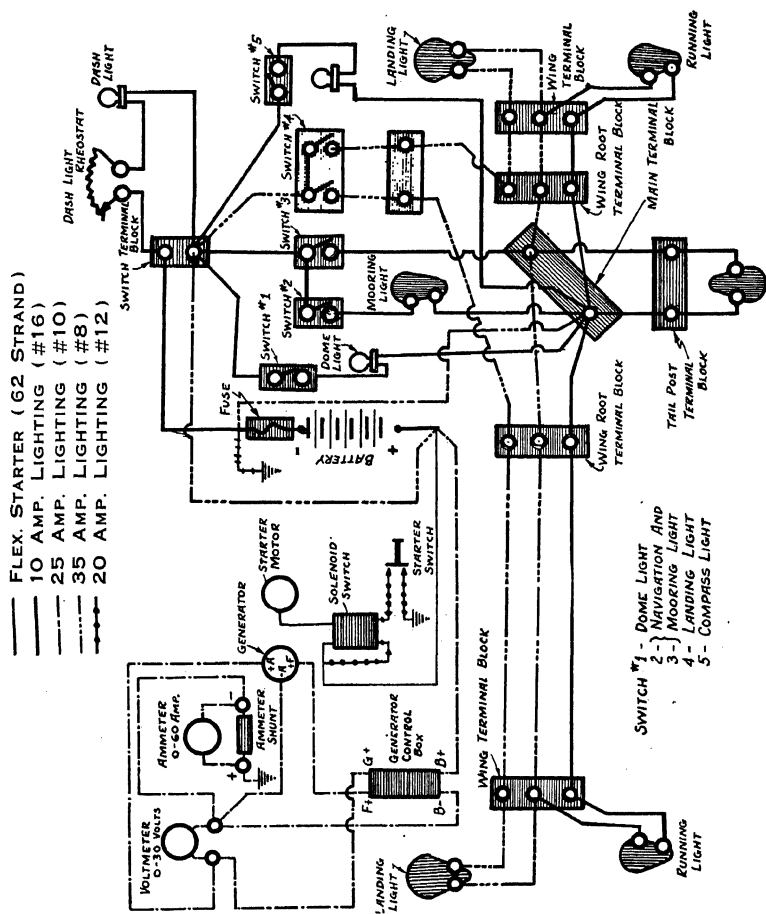 FLEX. STARTER (62 STRAND)
10 AMP. LIGHTING (#16)
25 AMP. LIGHTING (#10)
35 AMP. LIGHTING (#8)
20 AMP. LIGHTING (#12)
DASH LIGHT
RHEOSTAT
DASH
LIGHT
SWITCH TERMINAL
BLOCK
SWITCH #5
SWITCH #4
SWITCH #3
SWITCH
#2
SWITCH #1
MOORING
LIGHT
DOME
LIGHT
FUSE
BATTERY
-
+
LANDING
LIGHT
WING
TERMINAL
BLOCK
RUNNING
LIGHT
WING ROOT
TERMINAL BLOCK
MAIN TERMINAL
BLOCK
TAIL POST
TERMINAL
BLOCK
WING ROOT
TERMINAL BLOCK
STARTER
MOTOR
SOLENOID
SWITCH
STARTER
SWITCH
GENERATOR
+A
-A
+F
AMMETER
0-60 AMP.
-
+
AMMETER
SHUNT
VOLTMETER
0-30 VOLTS
G+
F+
GENERATOR
CONTROL
BOX
B+
B-
WING TERMINAL BLOCK
LANDING
LIGHT
RUNNING
LIGHT
SWITCH #1 - DOME LIGHT
2-} NAVIGATION AND
3-} MOORING LIGHT
4- LANDING LIGHT
5- COMPASS LIGHT